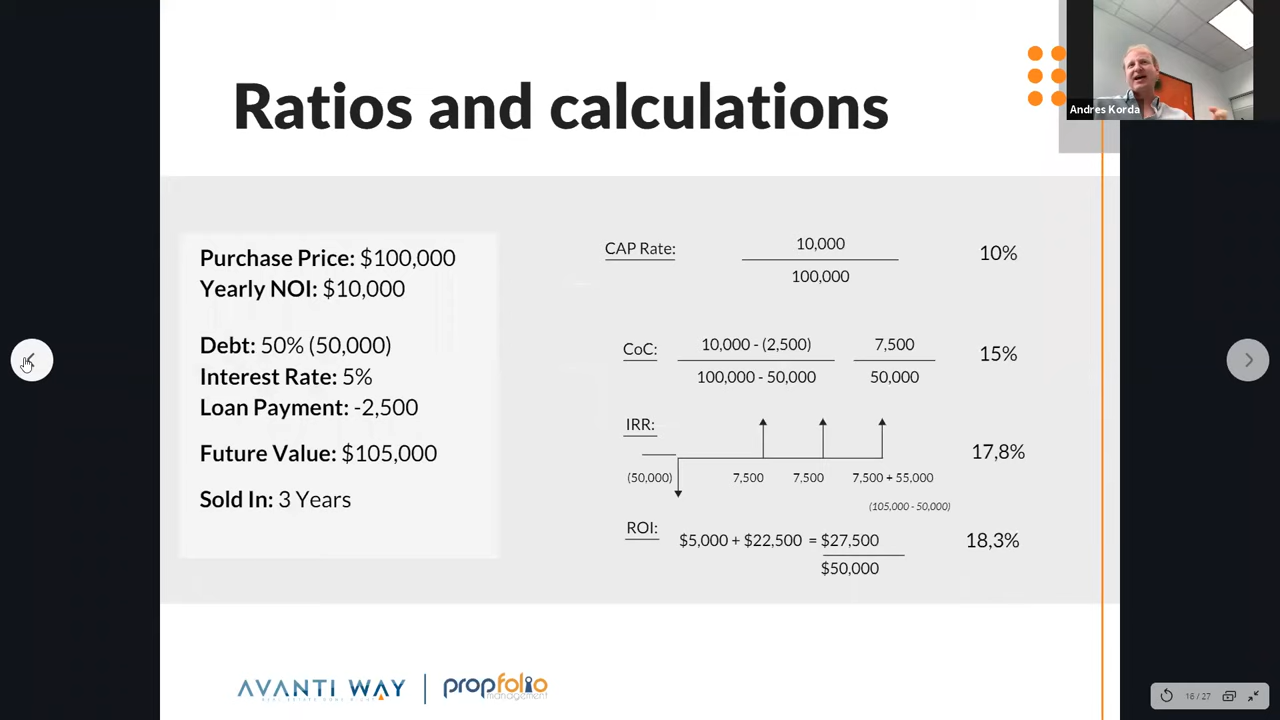 Ratios and calculations
Andres Korda
Purchase Price: $100,000
Yearly NOI: $10,000
Debt: 50% (50,000)
Interest Rate: 5%
Loan Payment: -2,500
Future Value: $105,000
Sold In: 3 Years
CAP Rate:
10,000
100,000
10%
CoC:
10,000 - (2,500)
100,000 - 50,000
7,500
50,000
15%
IRR:
(50,000)
7,500
7,500
7,500 + 55,000
(105,000 - 50,000)
17,8%
ROI:
$5,000 + $22,500 = $27,500
$50,000
18,3%
AVANTI WAY
propfolio
management
16 / 27